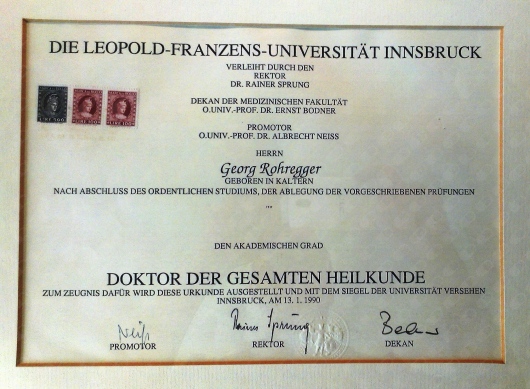 DIE LEOPOLD-FRANZENS-UNIVERSITÄT INNSBRUCK
VERLEIHT DURCH DEN
REKTOR
DR. RAINER SPRUNG
DEKAN DER MEDIZINISCHEN FAKULTÄT
O.UNIV.-PROF. DR. ERNST BODNER
PROMOTOR
O.UNIV.-PROF. DR. ALBRECHT NEISS
HERRN
Georg Rohregger
GEBOREN IN KALTERN
NACH ABSCHLUSS DES ORDENTLICHEN STUDIUMS, DER ABLEGUNG DER VORGESCHRIEBENEN PRÜFUNGEN
DEN AKADEMISCHEN GRAD
DOKTOR DER GESAMTEN HEILKUNDE
ZUM ZEUGNIS DAFÜR WIRD DIESE URKUNDE AUSGESTELLT UND MIT DEM SIEGEL DER UNIVERSITÄT VERSEHEN
INNSBRUCK, AM 13. 1. 1990
Neiß Rainer Sprung
PROMOTOR REKTOR DEKAN